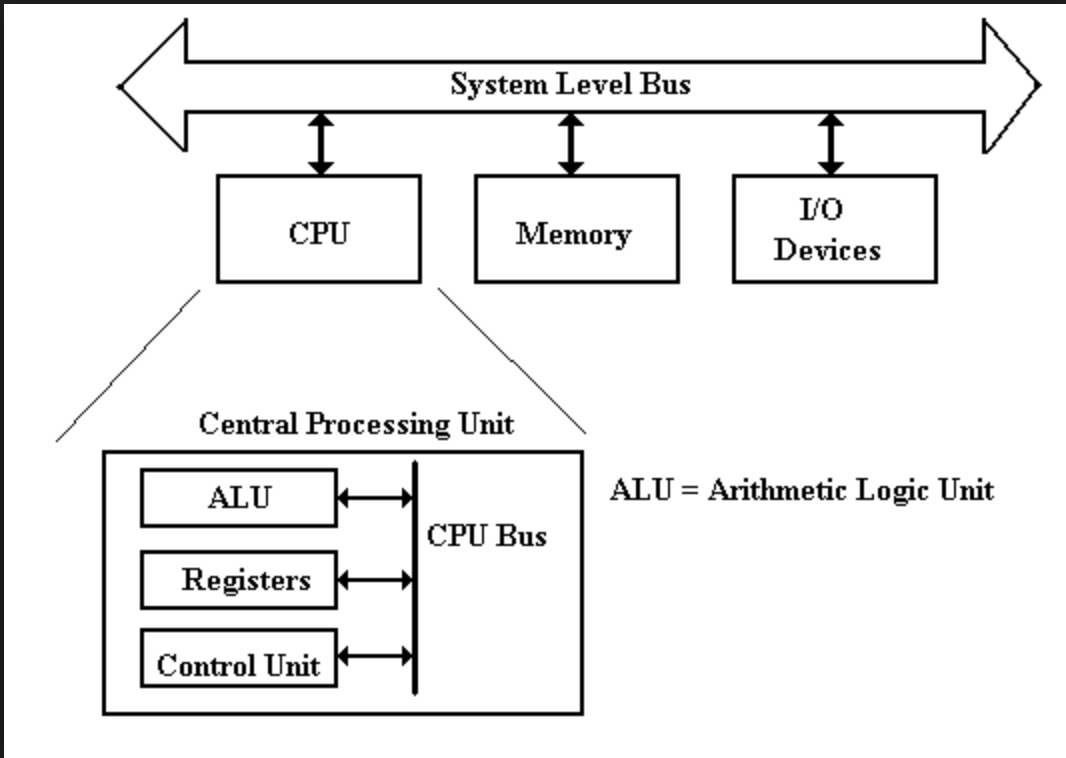 System Level Bus
CPU
Memory
I/O
Devices
Central Processing Unit
ALU
ALU = Arithmetic Logic Unit
CPU Bus
Registers
Control Unit